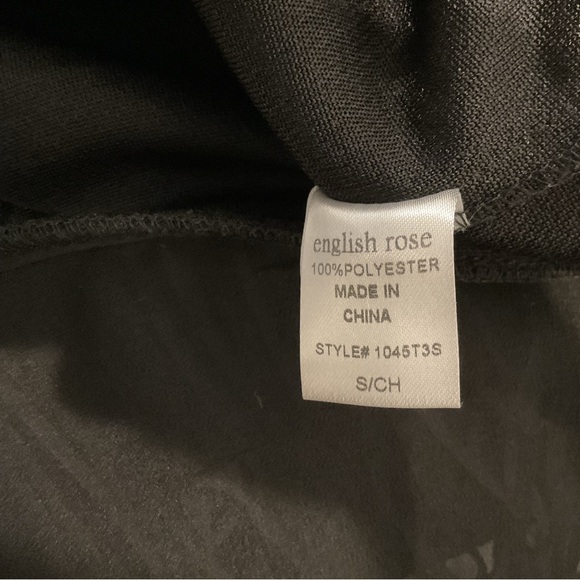 english rose
100%POLYESTER
MADE IN
CHINA
STYLE# 1045T3S
S/CH